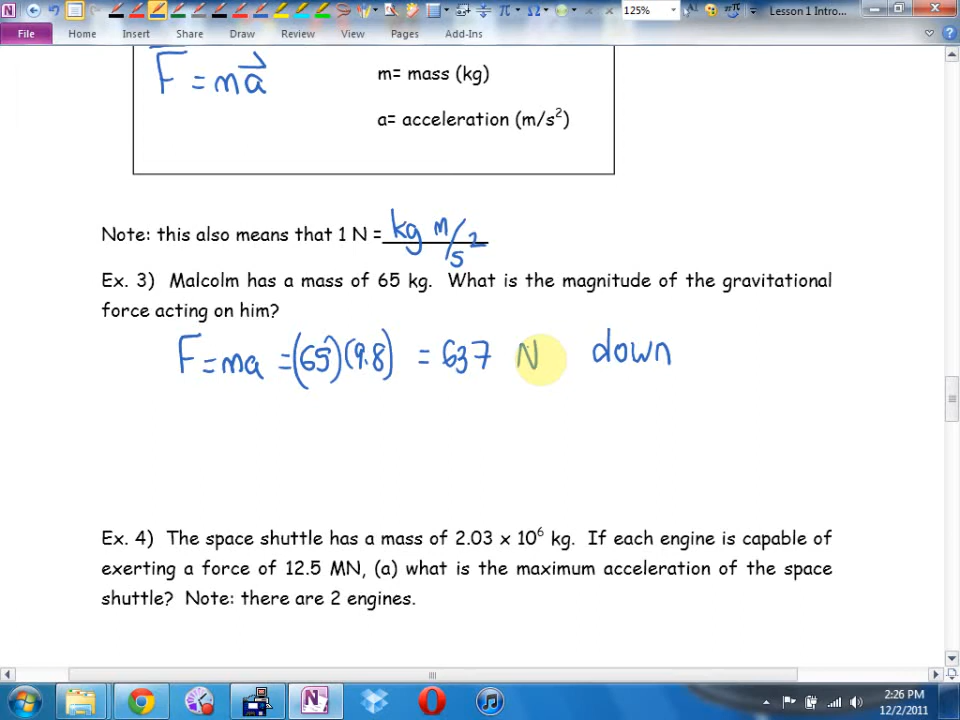 125%
Lesson 1 Intro...
File Home Insert Share Draw Review View Pages Add-Ins
F = ma
m= mass (kg)
a= acceleration (m/s²)
Note: this also means that 1 N = kg m/s2
Ex. 3) Malcolm has a mass of 65 kg. What is the magnitude of the gravitational
force acting on him?
F = ma = (65)(9.8) = 637 N down
Ex. 4) The space shuttle has a mass of 2.03 x 10⁶ kg. If each engine is capable of
exerting a force of 12.5 MN, (a) what is the maximum acceleration of the space
shuttle? Note: there are 2 engines.
2:26 PM
12/2/2011